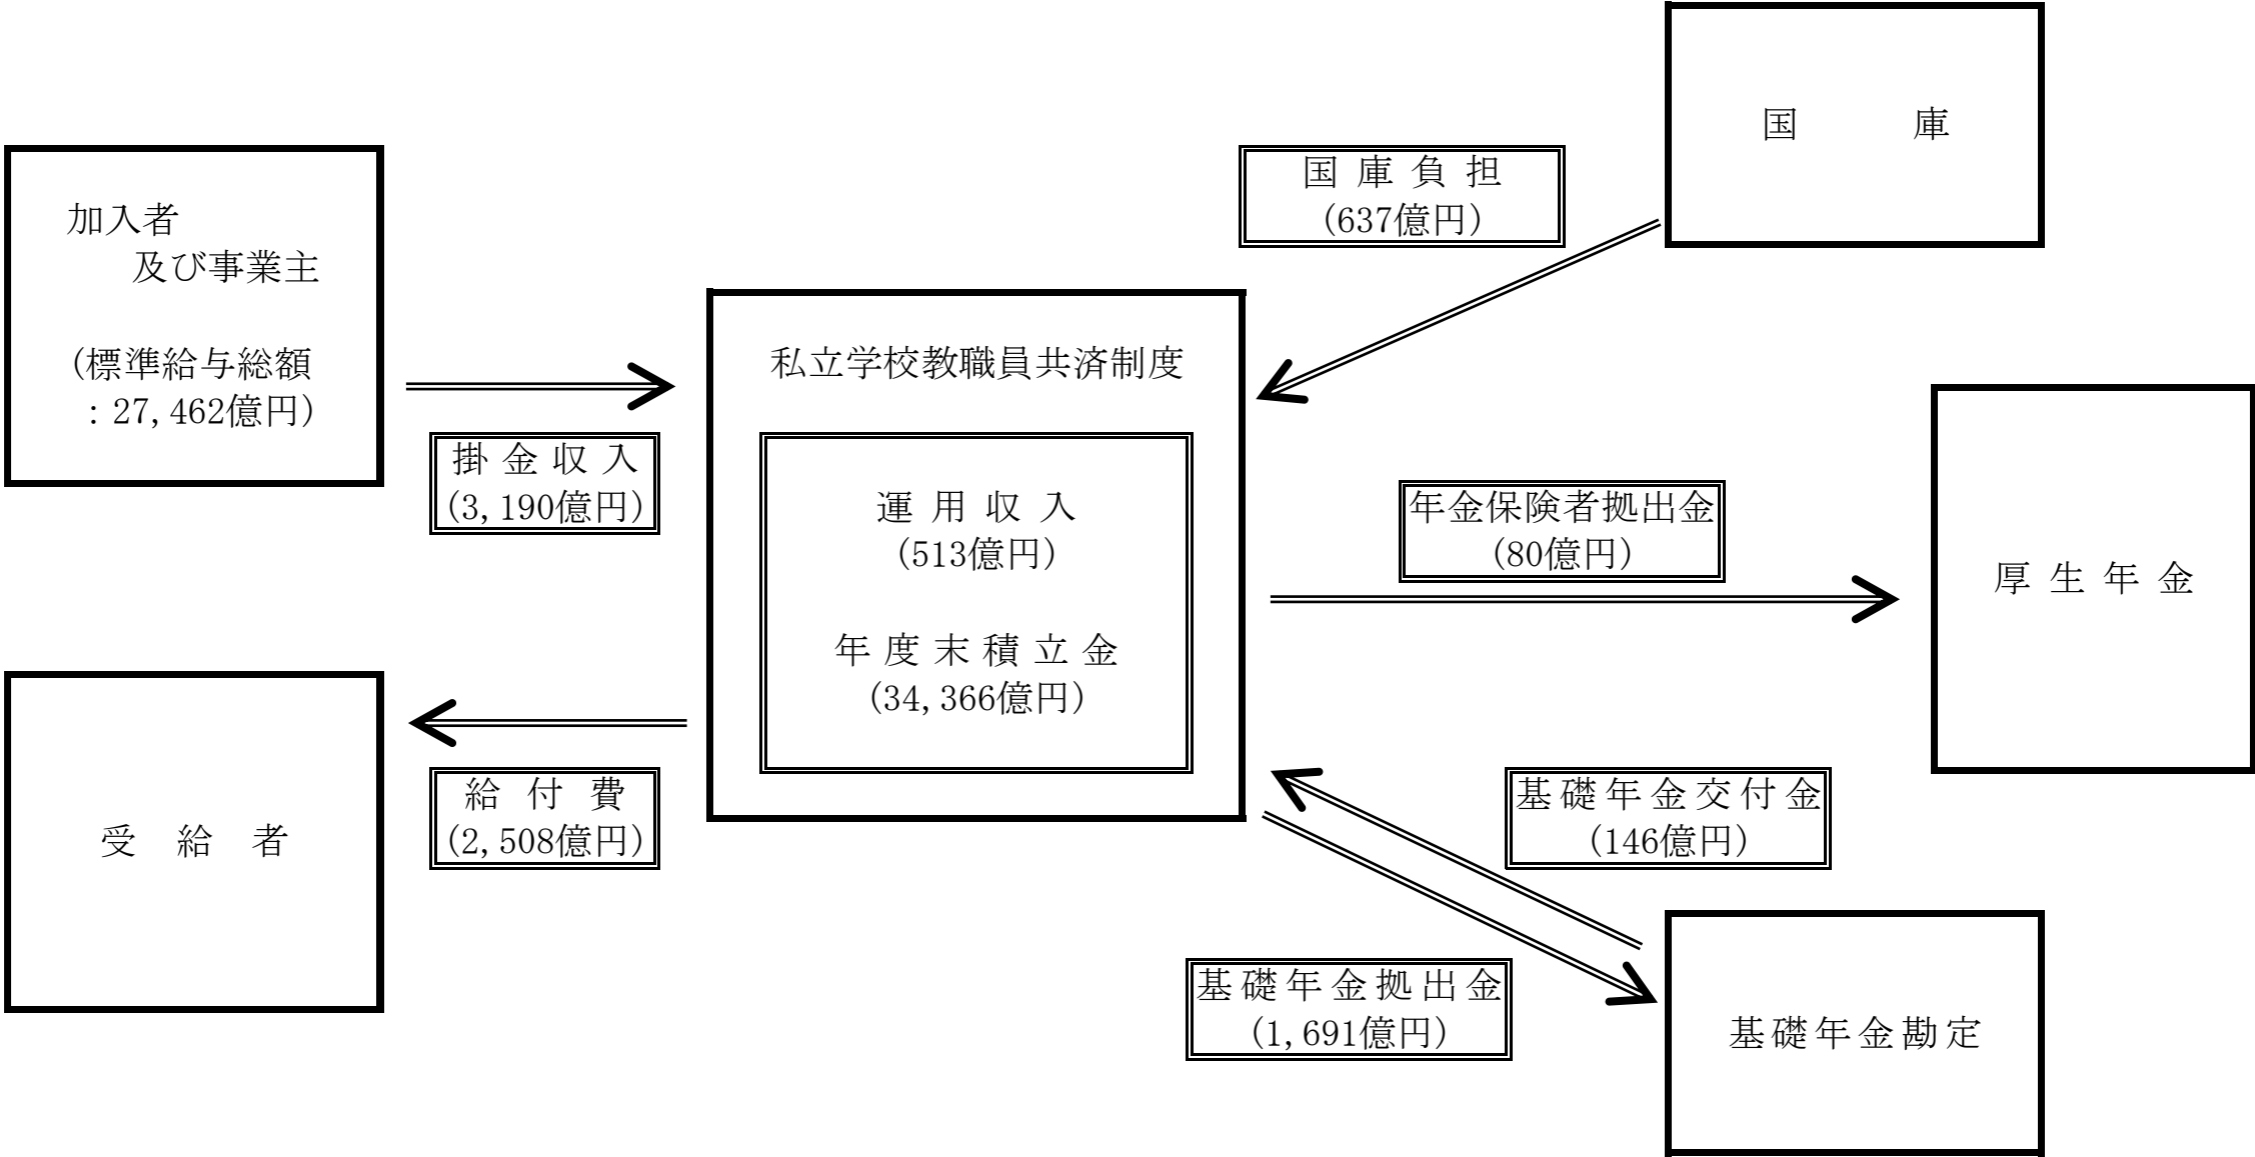 国庫
国庫負担
(637億円)
加入者
及び事業主
(標準給与総額
:27,462億円)
掛金収入
(3,190億円)
私立学校教職員共済制度
運用収入
(513億円)
年度末積立金
(34,366億円)
年金保険者拠出金
(80億円)
厚生年金
受給者
給付費
(2,508億円)
基礎年金交付金
(146億円)
基礎年金拠出金
(1,691億円)
基礎年金勘定